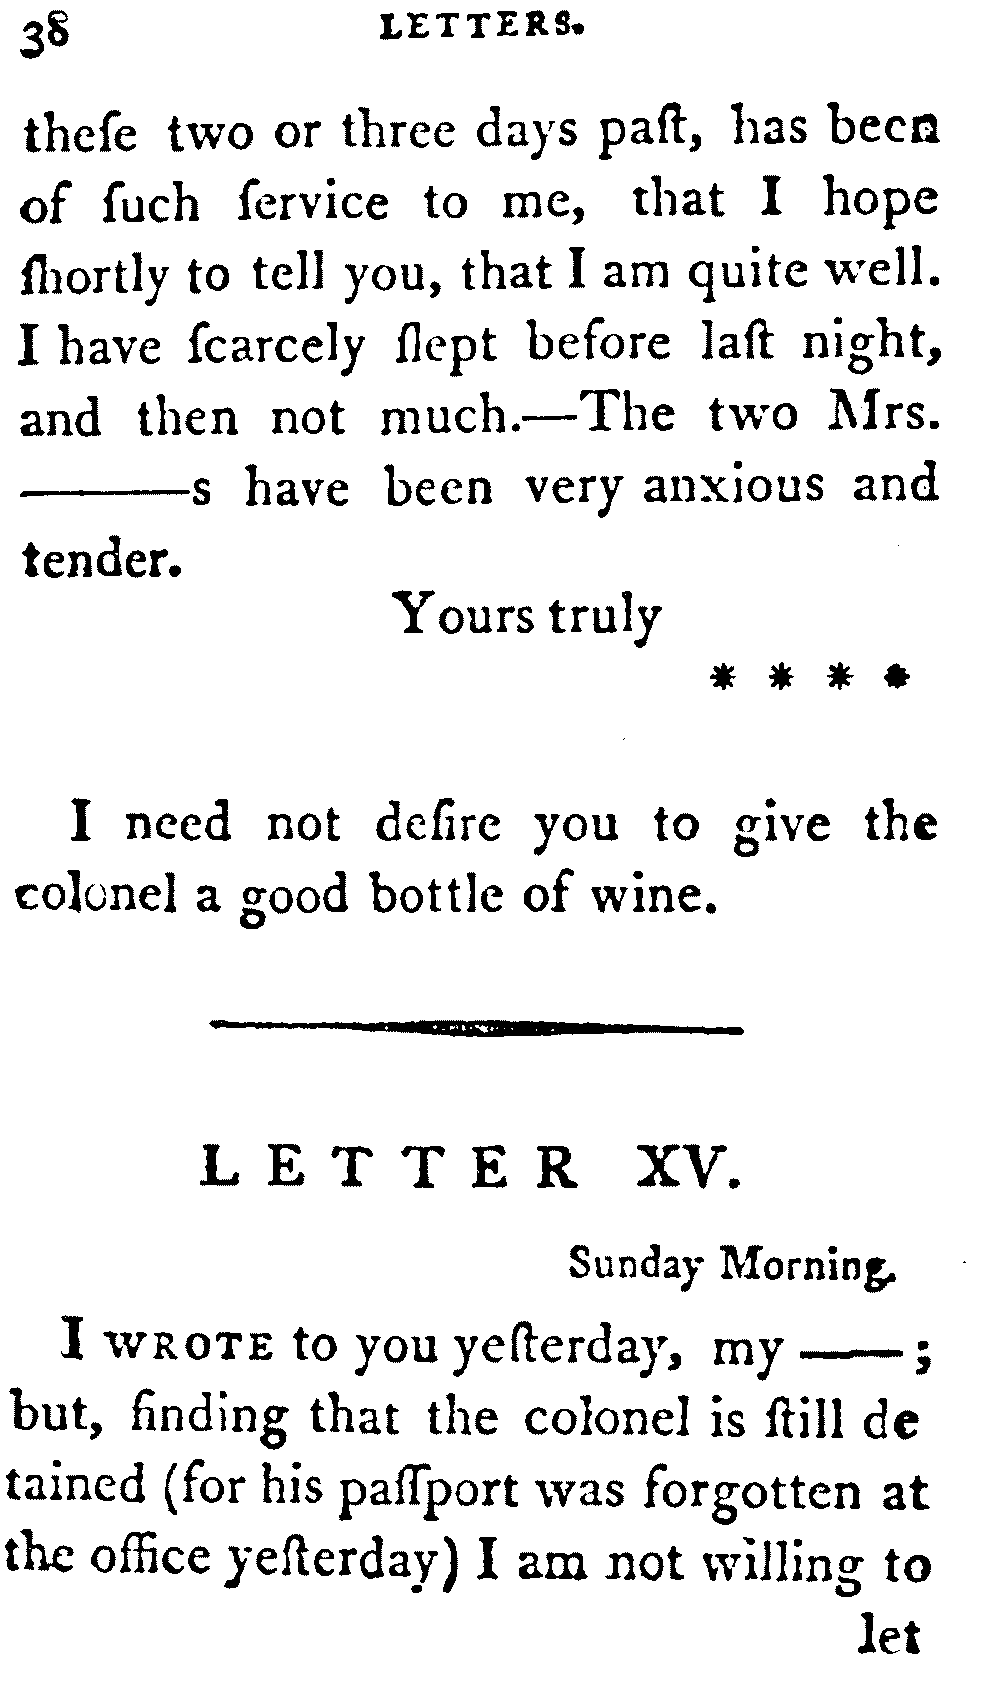 38 LETTERS.
theſe two or three days paſt, has been
of ſuch ſervice to me, that I hope
ſhortly to tell you, that I am quite well.
I have ſcarcely ſlept before laſt night,
and then not much.—The two Mrs.
———s have been very anxious and
tender.
Yours truly
* * * *
I need not deſire you to give the
colonel a good bottle of wine.
LETTER XV.
Sunday Morning.
I WROTE to you yeſterday, my —— ;
but, finding that the colonel is ſtill de
tained (for his paſſport was forgotten at
the office yeſterday) I am not willing to
let